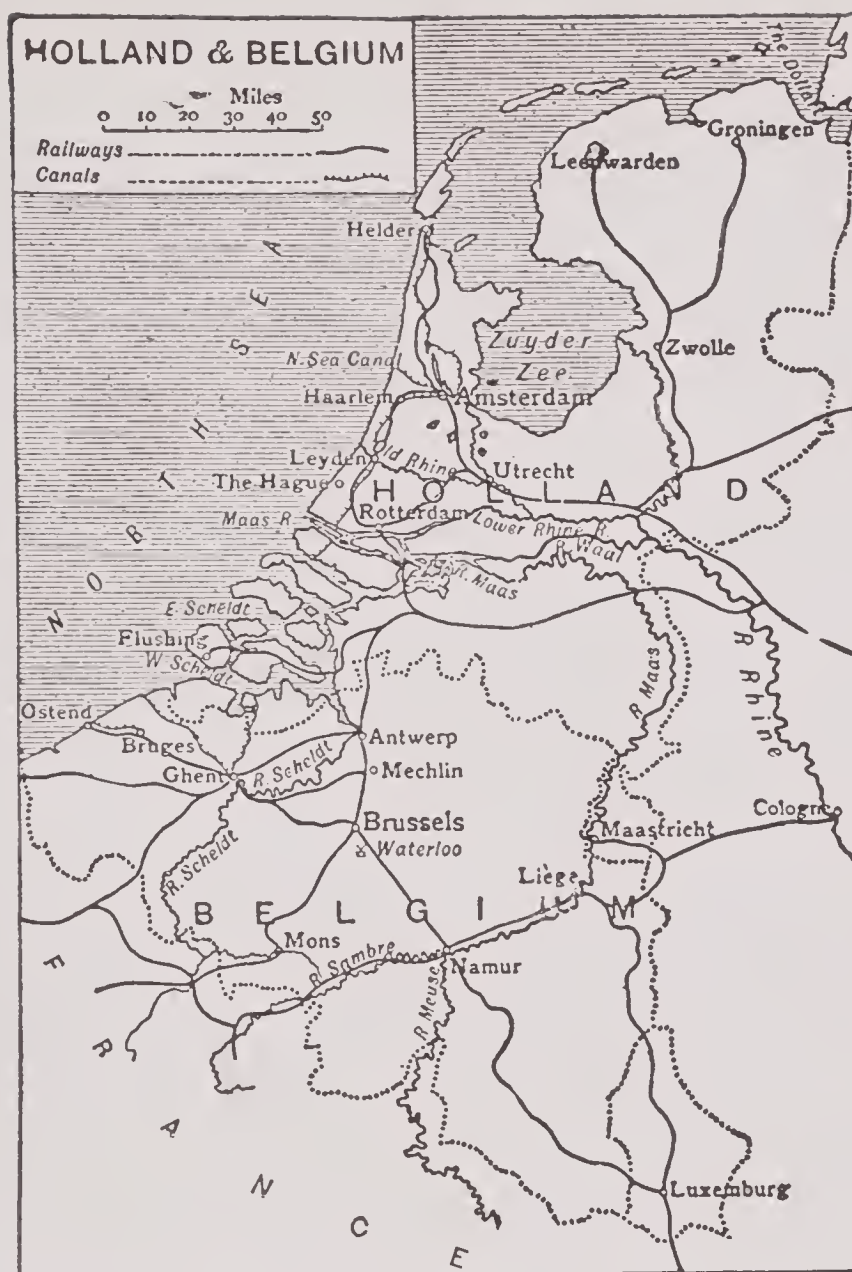 HOLLAND & BELGIUM
Miles
0 10 20 30 40 50
Railways
Canals
The Dollart
Groningen
Leeuwarden
Helder
NORTH SEA
Zuyder
Zee
Zwolle
N. Sea Canal
Haarlem
Amsterdam
Leyden
Old Rhine
Utrecht
The Hague
HOLLAND
Rotterdam
Maas R.
Lower Rhine R.
R. Waal
Maas
E. Scheldt
Flushing
W. Scheldt
R. Maas
R Rhine
Ostend
Bruges
Antwerp
Ghent
R. Scheldt
Mechlin
Cologne
Brussels
Maastricht
Waterloo
R. Scheldt
Liège
BELGIUM
Mons
R. Sambre
Namur
R Meuse
FRANCE
Luxemburg